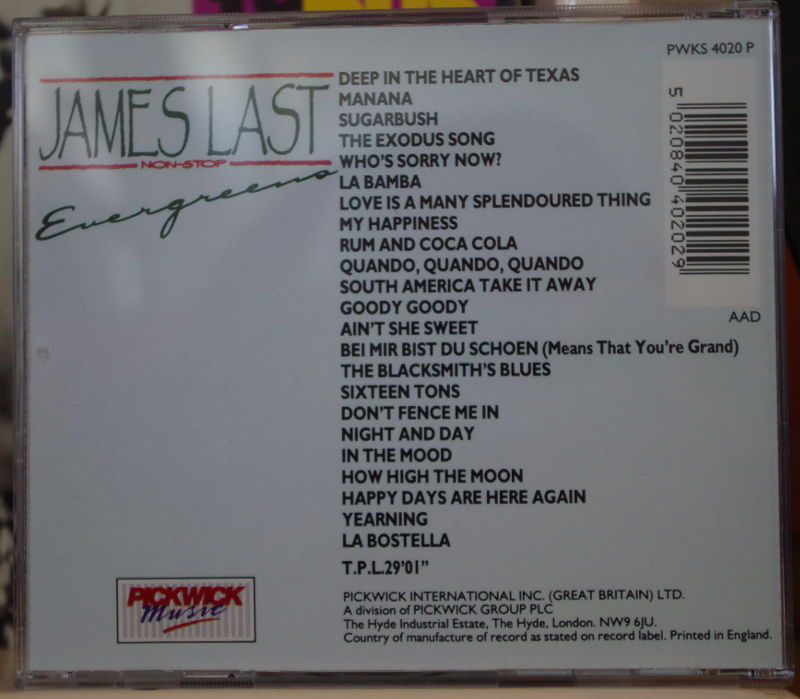 PWKS 4020 P
JAMES LAST
NON-STOP
Evergreens
DEEP IN THE HEART OF TEXAS
MANANA
SUGARBUSH
THE EXODUS SONG
WHO'S SORRY NOW?
LA BAMBA
LOVE IS A MANY SPLENDOURED THING
MY HAPPINESS
RUM AND COCA COLA
QUANDO, QUANDO, QUANDO
SOUTH AMERICA TAKE IT AWAY
GOODY GOODY
AIN'T SHE SWEET
BEI MIR BIST DU SCHOEN (Means That You're Grand)
THE BLACKSMITH'S BLUES
SIXTEEN TONS
DON'T FENCE ME IN
NIGHT AND DAY
IN THE MOOD
HOW HIGH THE MOON
HAPPY DAYS ARE HERE AGAIN
YEARNING
LA BOSTELLA
T.P.L.29'01"
5 020840 402029
AAD
PICKWICK
Music
PICKWICK INTERNATIONAL INC. (GREAT BRITAIN) LTD.
A division of PICKWICK GROUP PLC
The Hyde Industrial Estate, The Hyde, London. NW9 6JU.
Country of manufacture of record as stated on record label. Printed in England.